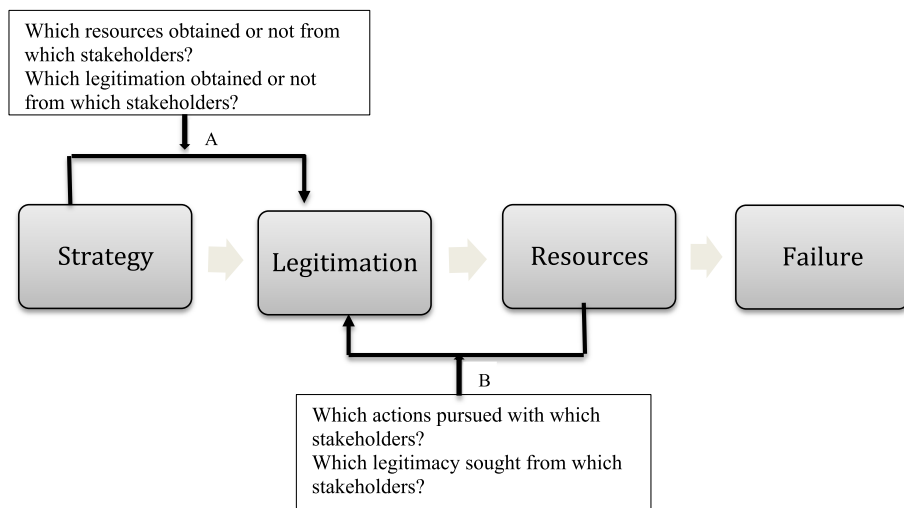 Which resources obtained or not from
which stakeholders?
Which legitimation obtained or not
from which stakeholders?
A
Strategy
Legitimation
Resources
Failure
B
Which actions pursued with which
stakeholders?
Which legitimacy sought from which
stakeholders?